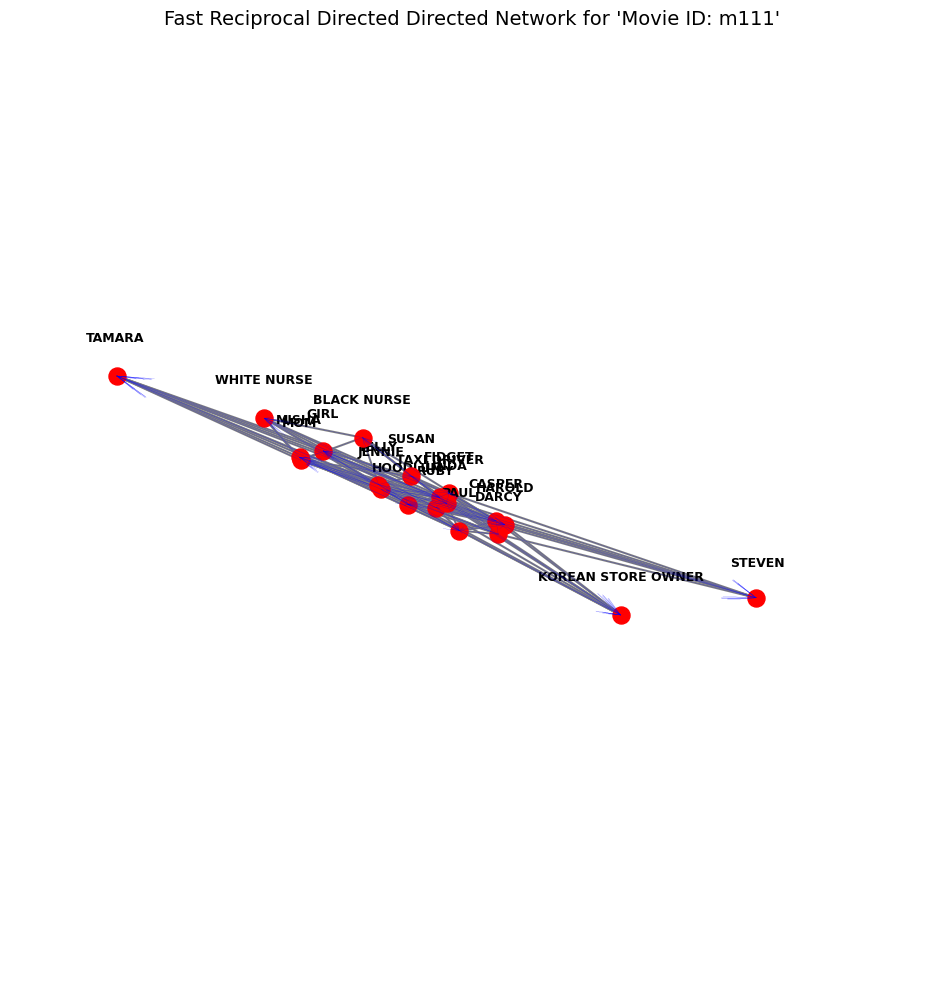 Fast Reciprocal Directed Directed Network for 'Movie ID: m111'
TAMARA
WHITE NURSE
BLACK NURSE
GIRL
MISHA
SUSAN
JENNIE
FIDGET
TAXI DRIVER
RUBY
CASPER
HAROLD
PAUL
DARCY
STEVEN
KOREAN STORE OWNER